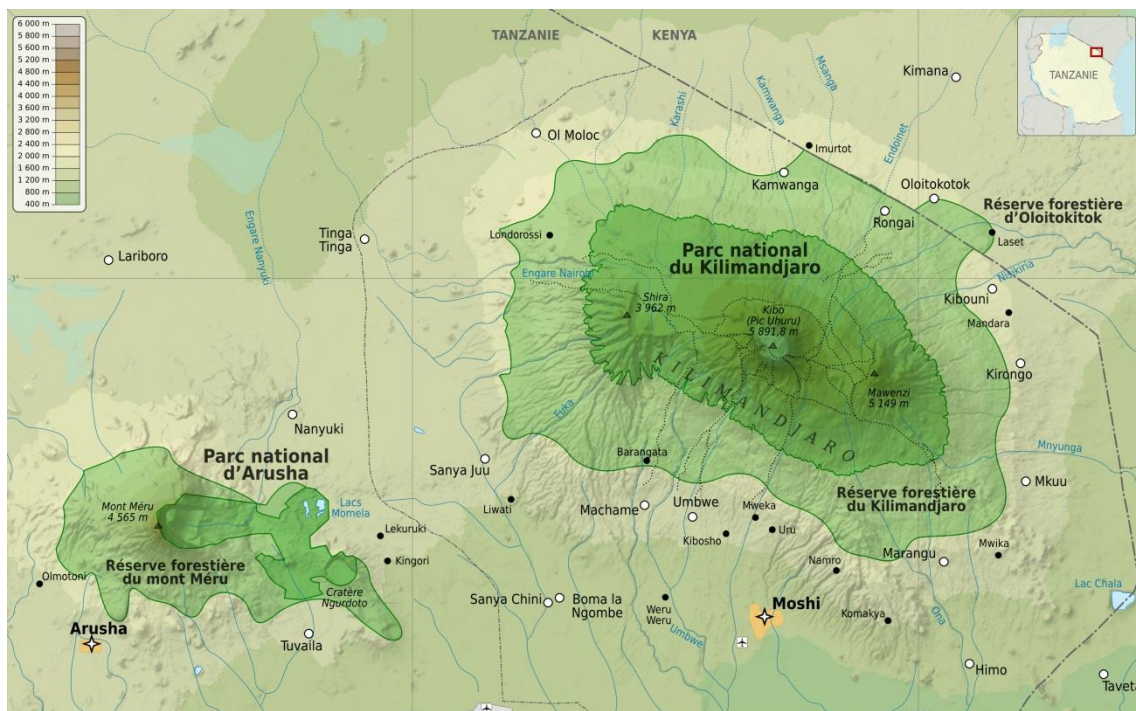 6 000 m
5 800 m
5 600 m
5 200 m
4 800 m
4 400 m
4 000 m
3 600 m
3 200 m
2 800 m
2 400 m
2 000 m
1 600 m
1 200 m
800 m
400 m
TANZANIE
KENYA
TANZANIE
Kimana
Msanga
Kamwanga
Karashi
Endoinet
Ol Moloc
Imurtot
Kamwanga
Oloitokotok
Rongai
Réserve forestière
d'Oloitokitok
Laset
Engare Nanyuki
Tinga
Tinga
Londorossi
Lariboro
Parc national
du Kilimandjaro
-3°
Engare Nairobi
Nisikiria
Kibouni
Mandara
Shira
3 962 m
Kibo
(Pic Uhuru)
5 891,8 m
KILIMANDJARO
Mawenzi
5 149 m
Kirongo
Fuka
Nanyuki
Parc national
d'Arusha
Sanya Juu
Barangata
Mnyunga
Mkuu
Mont Méru
4 565 m
Lacs
Momela
Liwati
Machame
Umbwe
Mweka
Réserve forestière
du Kilimandjaro
Lekuruki
Kibosho
Uru
Marangu
Mwika
Réserve forestière
du mont Méru
Kingori
Namro
Olmotoni
Cratère
Ngurdoto
Lac Chala
Sanya Chini
Boma la
Ngombe
Weru
Weru
Moshi
Komakya
Ona
Arusha
Tuvaila
Umbwe
Himo
Taveta